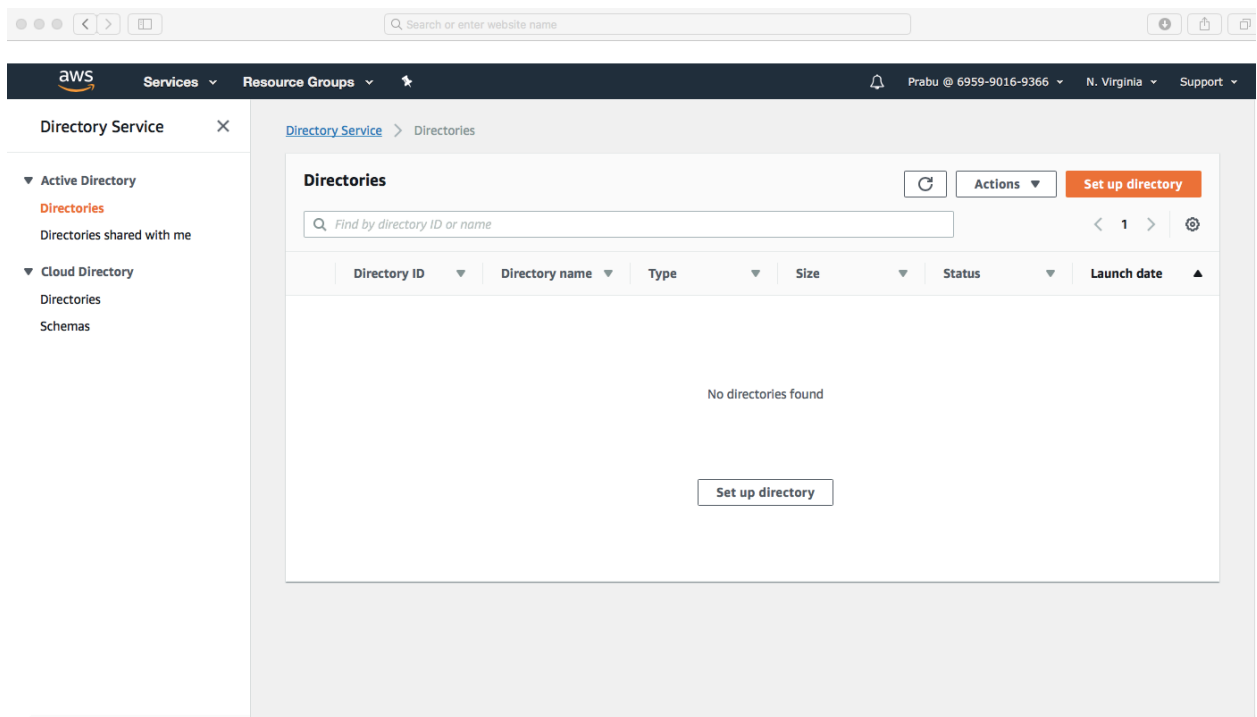 Search or enter website name
aws Services Resource Groups Prabu @ 6959-9016-9366 N. Virginia Support
Directory Service
Directory Service > Directories
Active Directory
Directories
Directories shared with me
Cloud Directory
Directories
Schemas
Directories
Actions Set up directory
Find by directory ID or name
1
Directory ID Directory name Type Size Status Launch date
No directories found
Set up directory